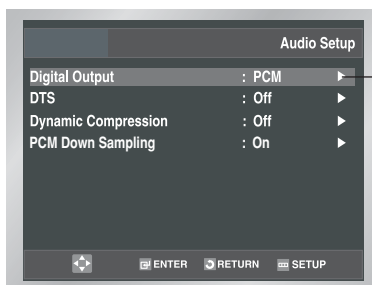 Audio Setup
Digital Output : PCM
DTS : Off
Dynamic Compression : Off
PCM Down Sampling : On
ENTER RETURN SETUP